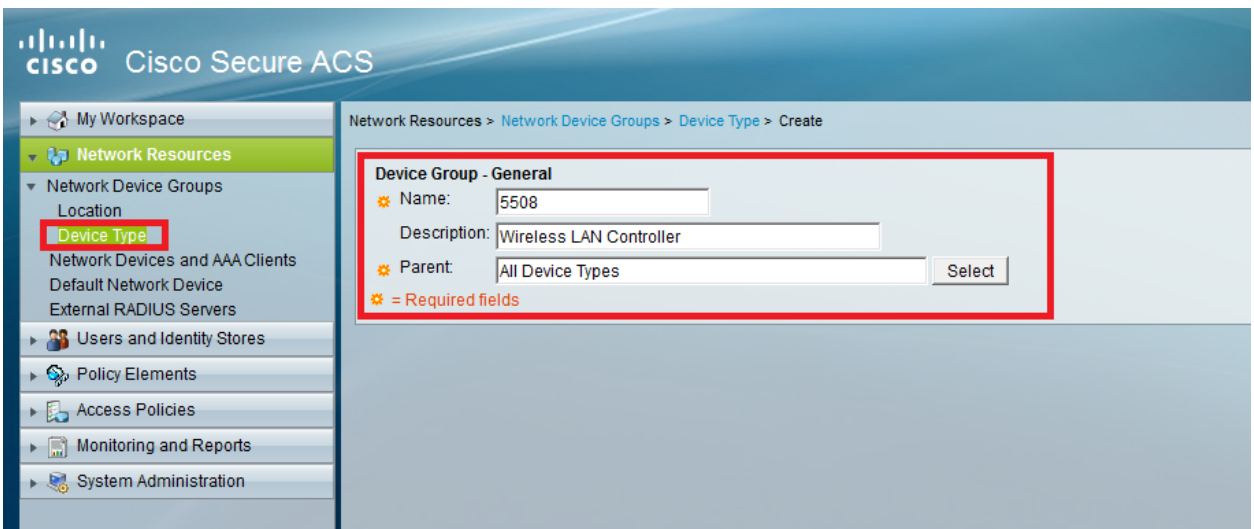 CISCO Cisco Secure ACS
My Workspace
Network Resources
Network Device Groups
Location
Device Type
Network Devices and AAA Clients
Default Network Device
External RADIUS Servers
Users and Identity Stores
Policy Elements
Access Policies
Monitoring and Reports
System Administration
Network Resources > Network Device Groups > Device Type > Create
Device Group - General
Name: 5508
Description: Wireless LAN Controller
Parent: All Device Types Select
= Required fields